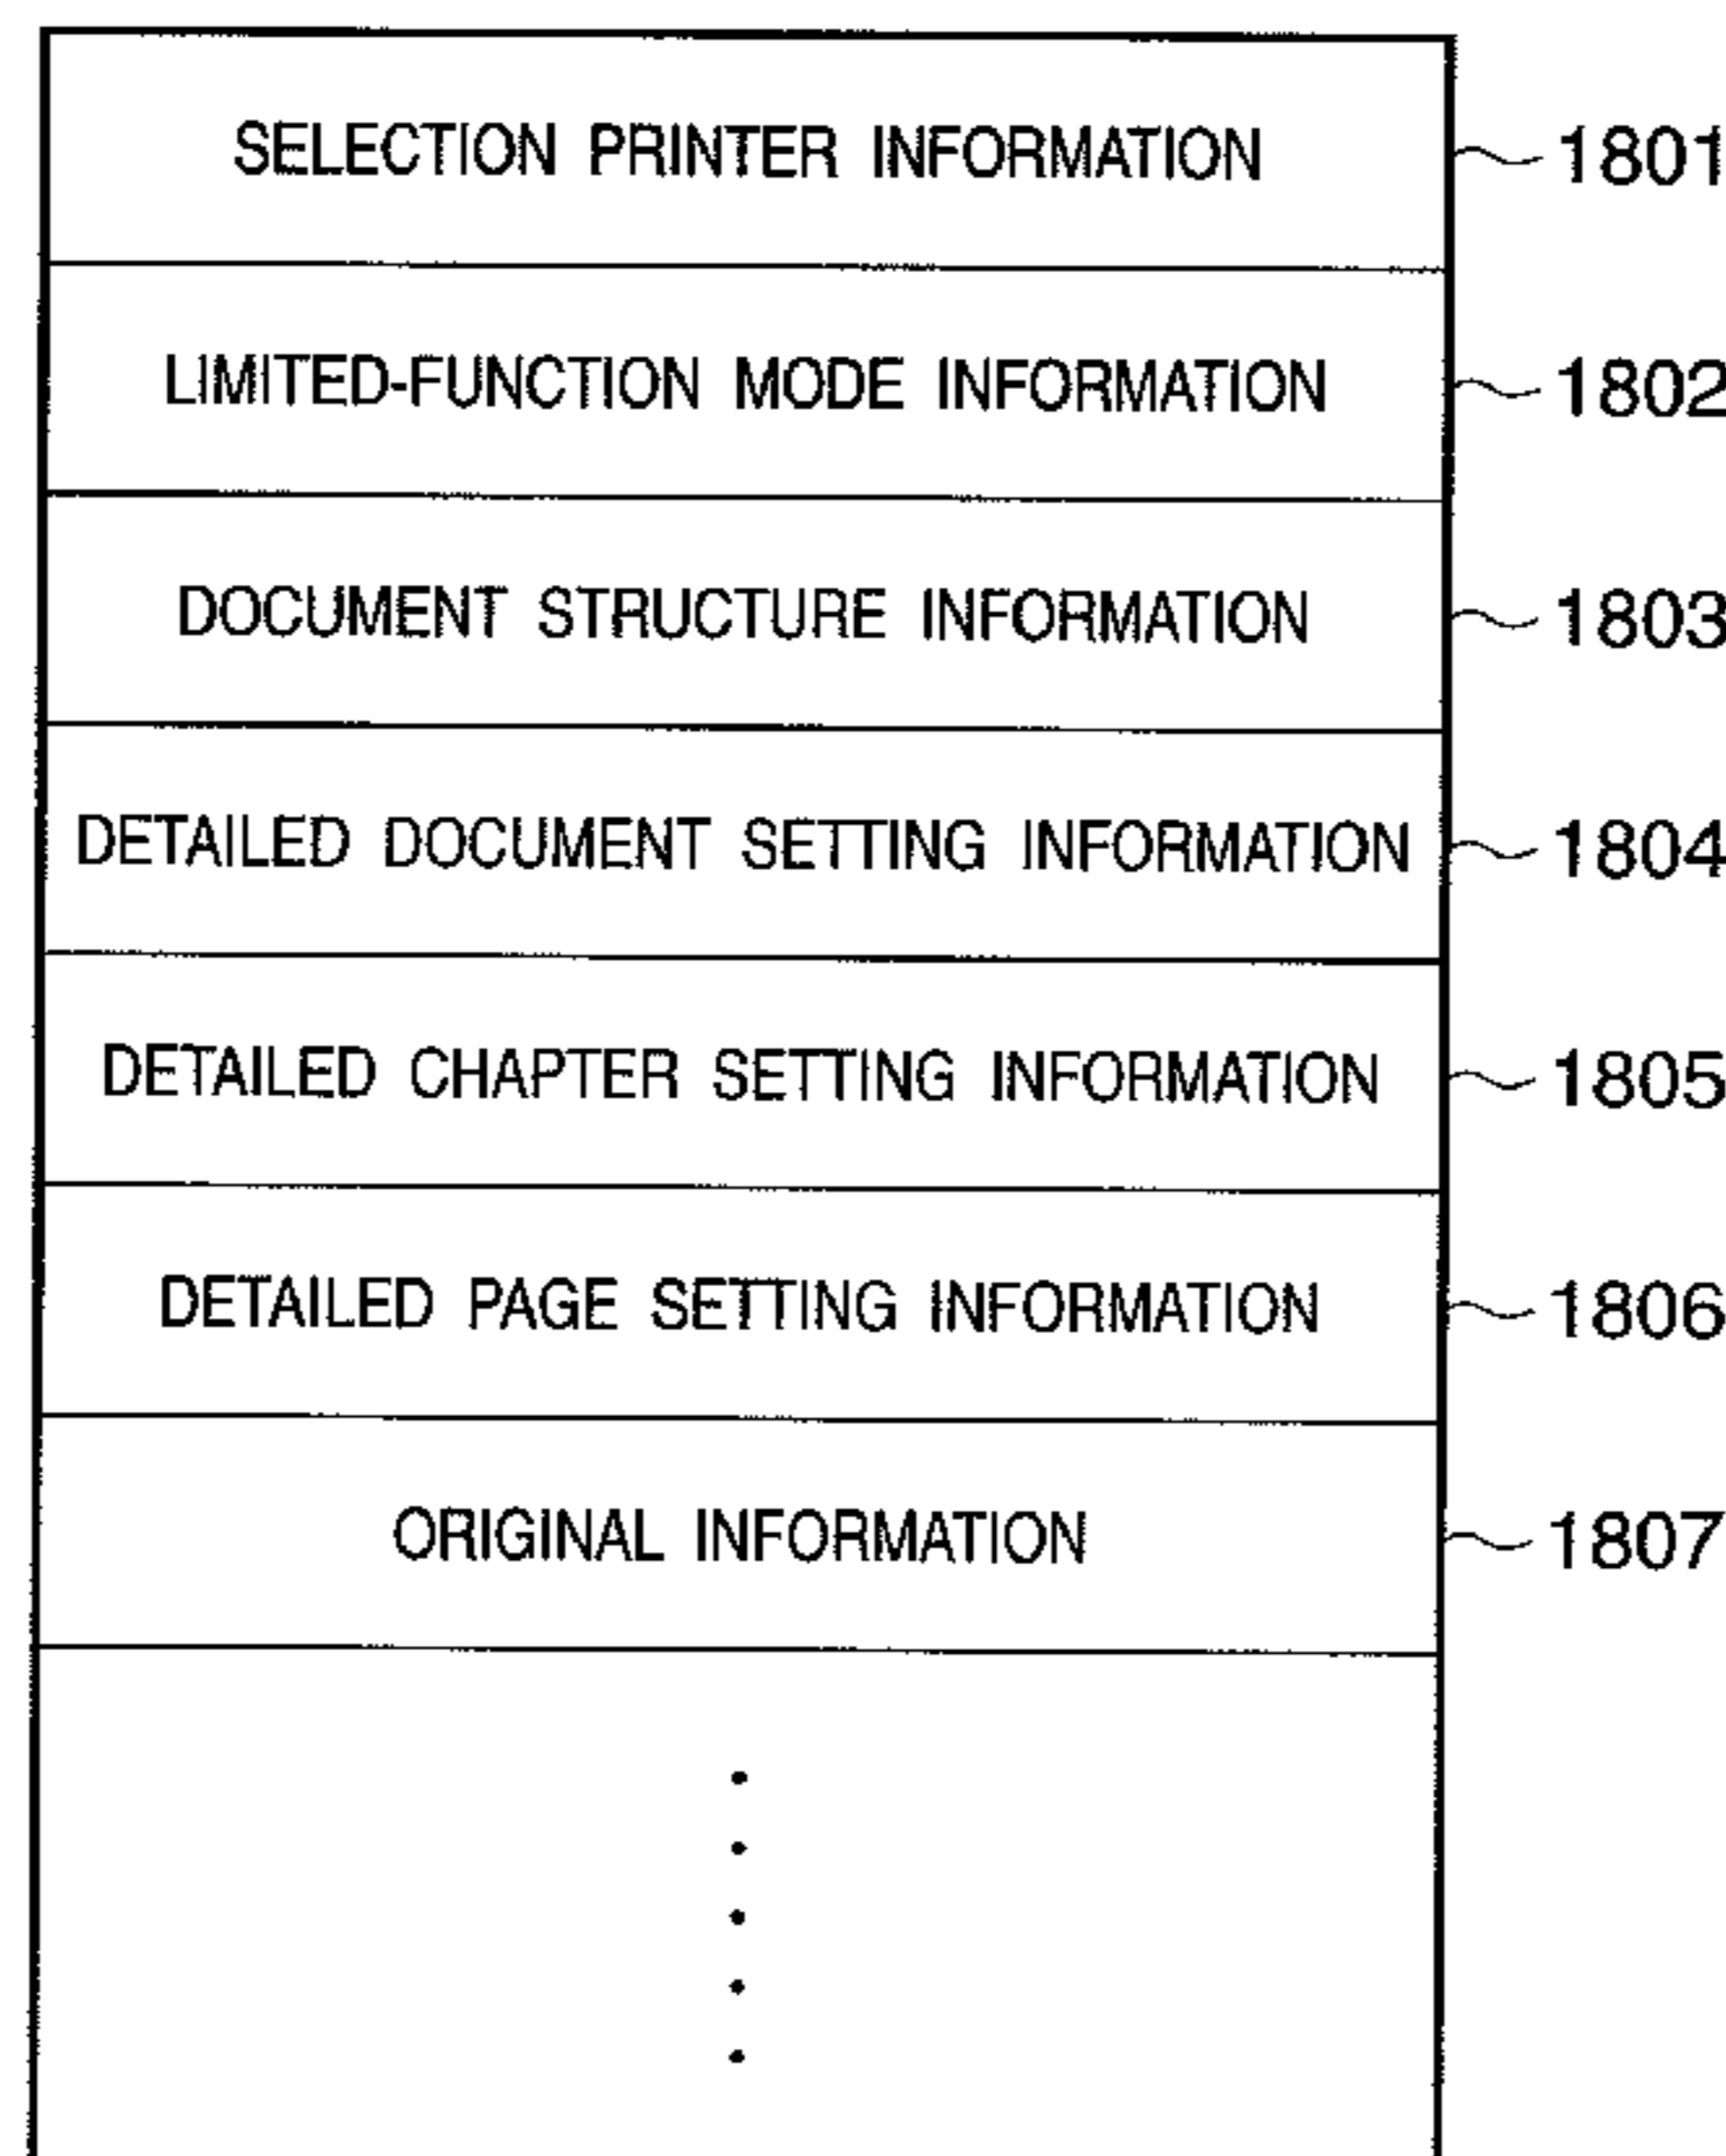 SELECTION PRINTER INFORMATION 1801
LIMITED-FUNCTION MODE INFORMATION 1802
DOCUMENT STRUCTURE INFORMATION 1803
DETAILED DOCUMENT SETTING INFORMATION 1804
DETAILED CHAPTER SETTING INFORMATION 1805
DETAILED PAGE SETTING INFORMATION 1806
ORIGINAL INFORMATION 1807